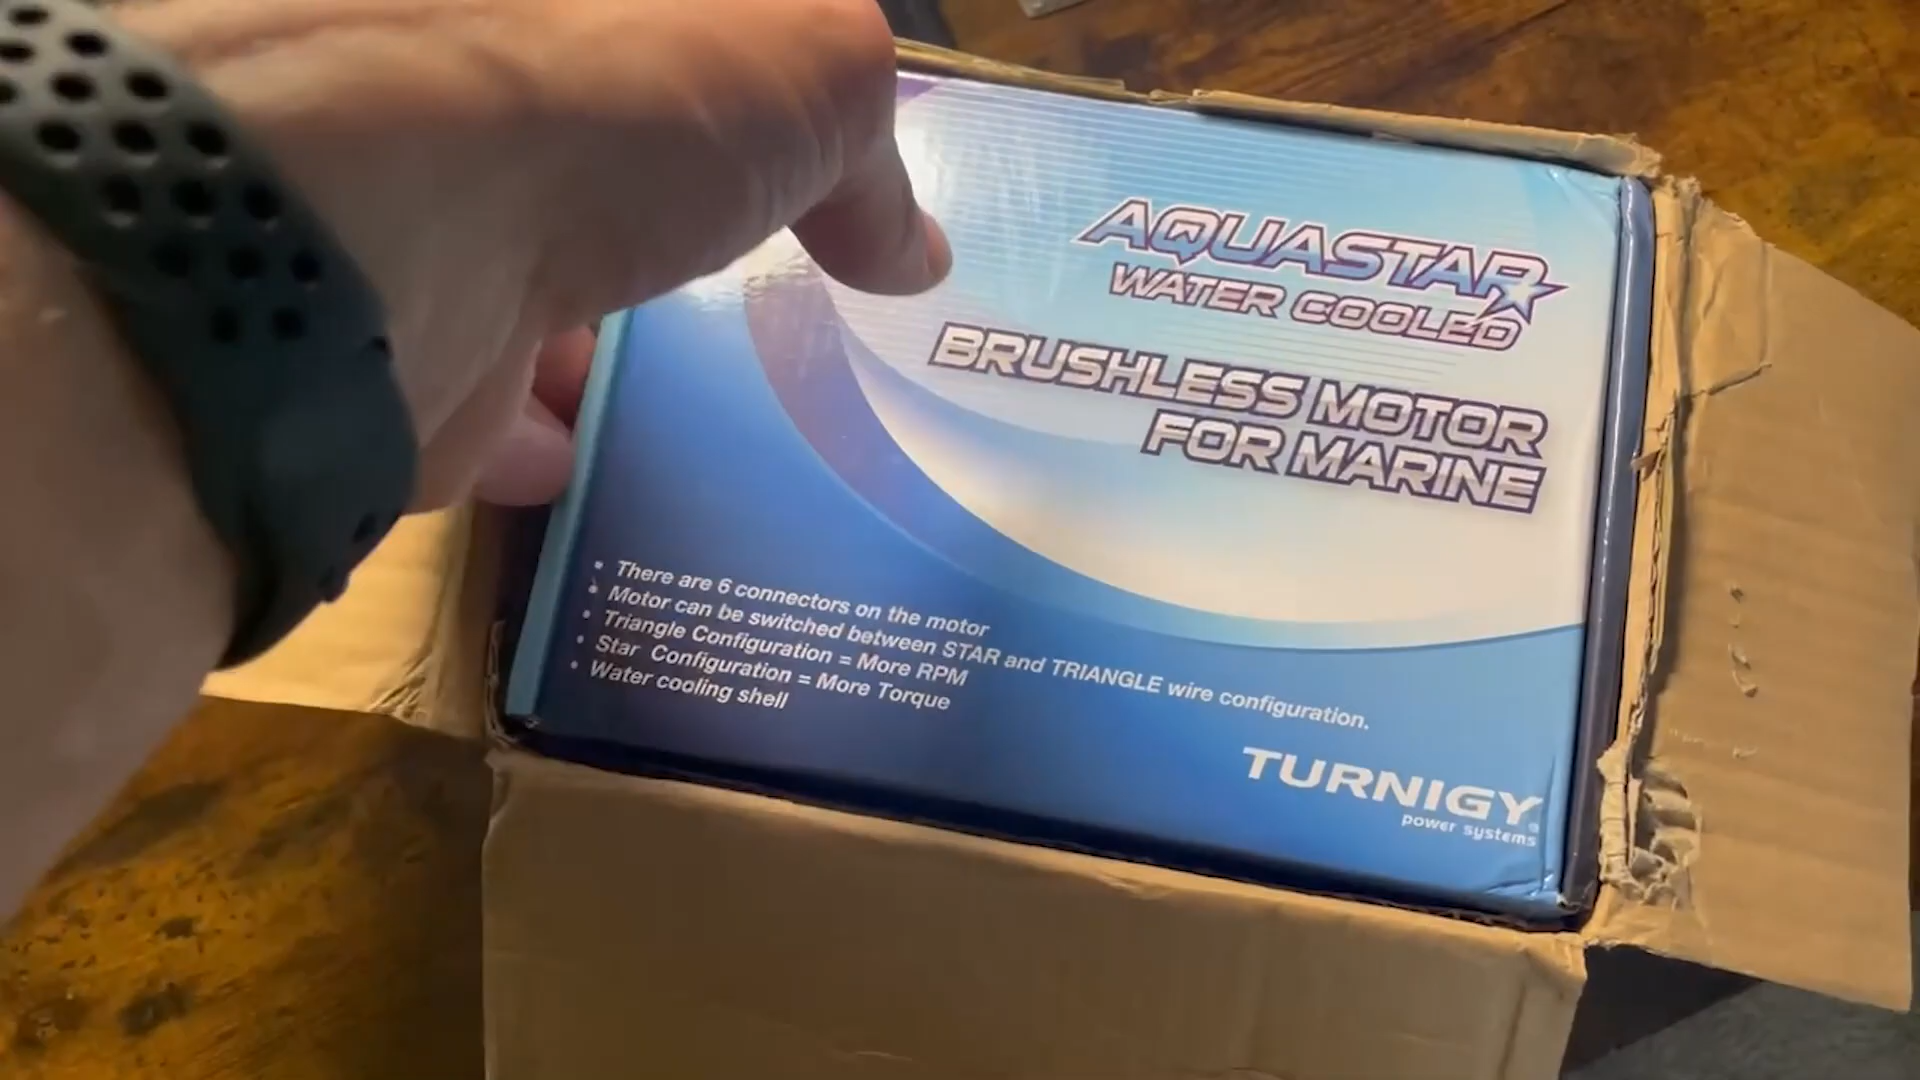 AQUASTAR
WATER COOLED
BRUSHLESS MOTOR
FOR MARINE
• There are 6 connectors on the motor
• Motor can be switched between STAR and TRIANGLE wire configuration.
• Triangle Configuration = More RPM
• Star Configuration = More Torque
• Water cooling shell
TURNIGY®
power systems